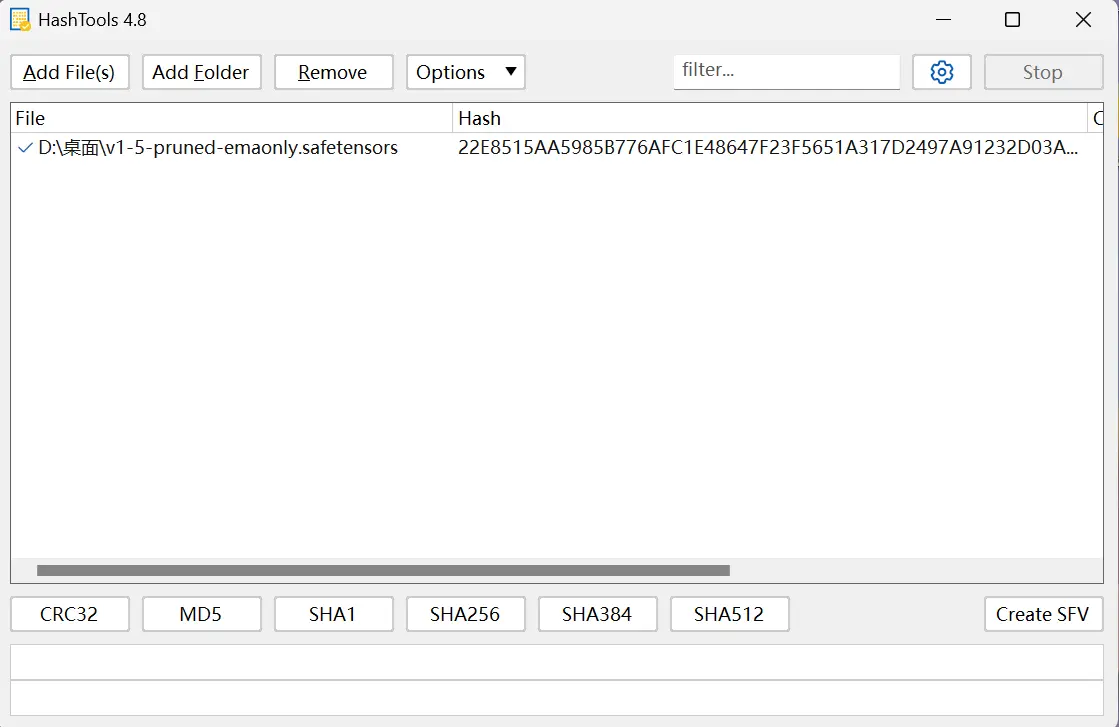 HashTools 4.8
Add File(s) Add Folder Remove Options filter... Stop
File Hash C
D:\桌面\v1-5-pruned-emaonly.safetensors 22E8515AA5985B776AFC1E48647F23F5651A317D2497A91232D03A...
CRC32 MD5 SHA1 SHA256 SHA384 SHA512 Create SFV